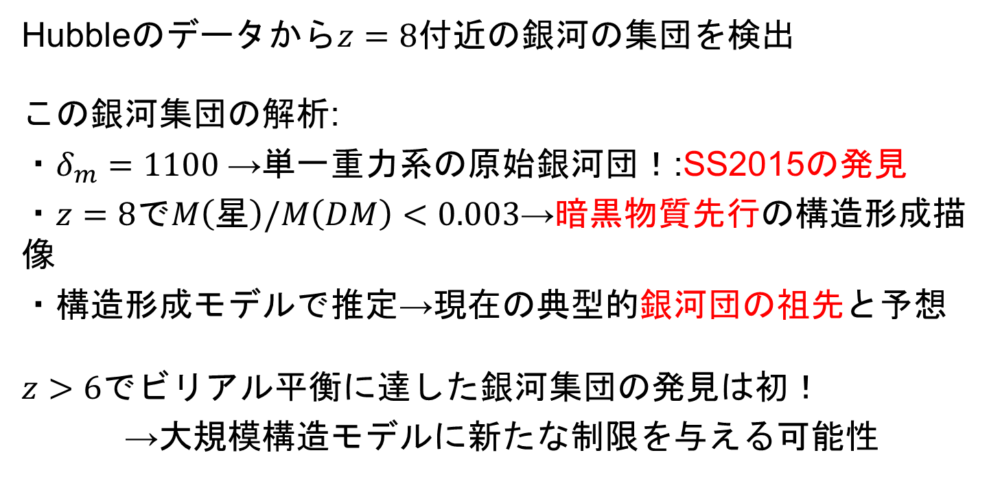 Hubbleのデータからz = 8付近の銀河の集団を検出
この銀河集団の解析:
・δm = 1100 →単一重力系の原始銀河団！:SS2015の発見
・z = 8でM(星)/M(DM) < 0.003→暗黒物質先行の構造形成描
像
・構造形成モデルで推定→現在の典型的銀河団の祖先と予想
z > 6でビリアル平衡に達した銀河集団の発見は初！
→大規模構造モデルに新たな制限を与える可能性